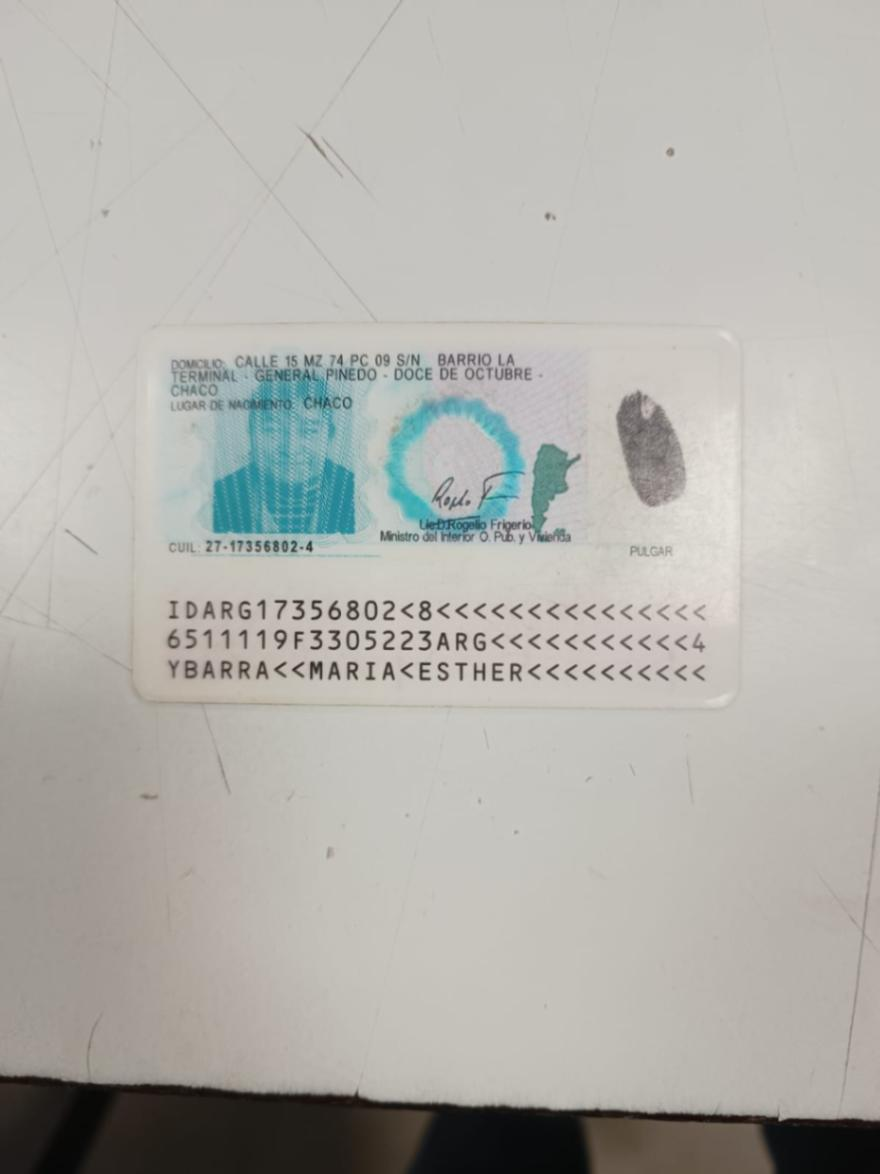 DOMICILIO: CALLE 15 MZ 74 PC 09 S/N BARRIO LA
TERMINAL - GENERAL PINEDO - DOCE DE OCTUBRE -
CHACO
LUGAR DE NACIMIENTO: CHACO
Lic. Rogelio Frigerio
Ministro del Interior O. Pub. y Vivienda
CUIL: 27-17356802-4
PULGAR
IDARG17356802<8<<<<<<<<<<<<<<<
6511119F3305223ARG<<<<<<<<<<<4
YBARRA<<MARIA<ESTHER<<<<<<<<<<